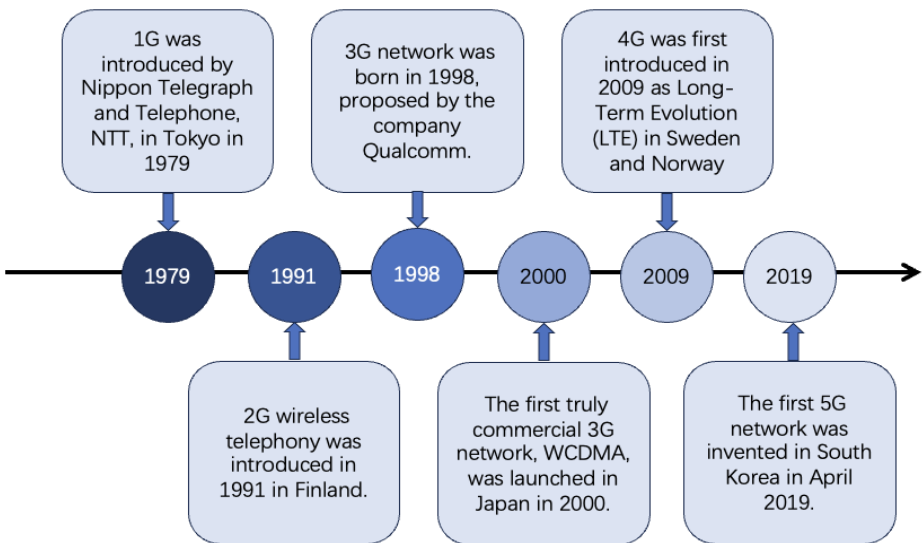 1G was
introduced by
Nippon Telegraph
and Telephone,
NTT, in Tokyo in
1979
3G network was
born in 1998,
proposed by the
company
Qualcomm.
4G was first
introduced in
2009 as Long-
Term Evolution
(LTE) in Sweden
and Norway
1979
1991
1998
2000
2009
2019
2G wireless
telephony was
introduced in
1991 in Finland.
The first truly
commercial 3G
network, WCDMA,
was launched in
Japan in 2000.
The first 5G
network was
invented in South
Korea in April
2019.